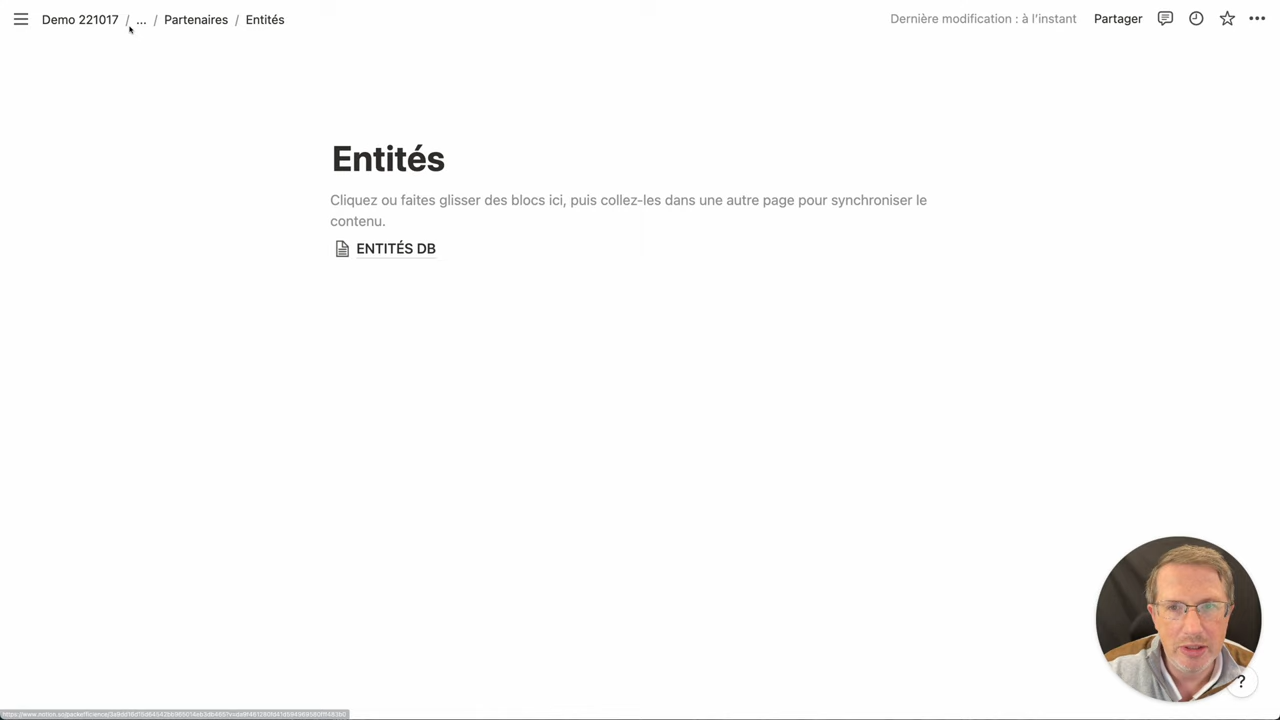 Demo 221017 / ... / Partenaires / Entités
Dernière modification : à l'instant Partager
Entités
Cliquez ou faites glisser des blocs ici, puis collez-les dans une autre page pour synchroniser le
contenu.
ENTITÉS DB
?